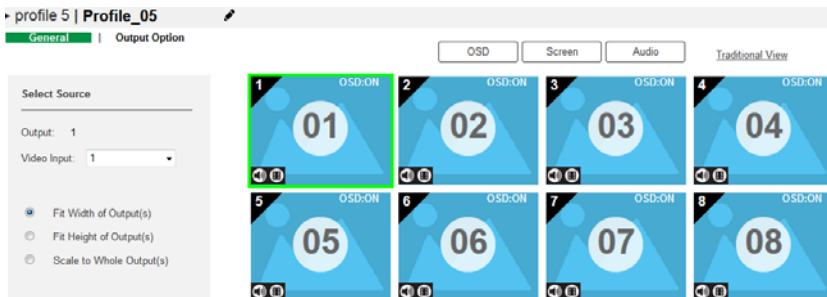 profile 5 | Profile_05
General | Output Option
OSD Screen Audio Traditional View
Select Source
Output: 1
Video Input: 1
Fit Width of Output(s)
Fit Height of Output(s)
Scale to Whole Output(s)
1 OSD:ON 2 OSD:ON 3 OSD:ON 4 OSD:ON
01 02 03 04
5 OSD:ON 6 OSD:ON 7 OSD:ON 8 OSD:ON
05 06 07 08